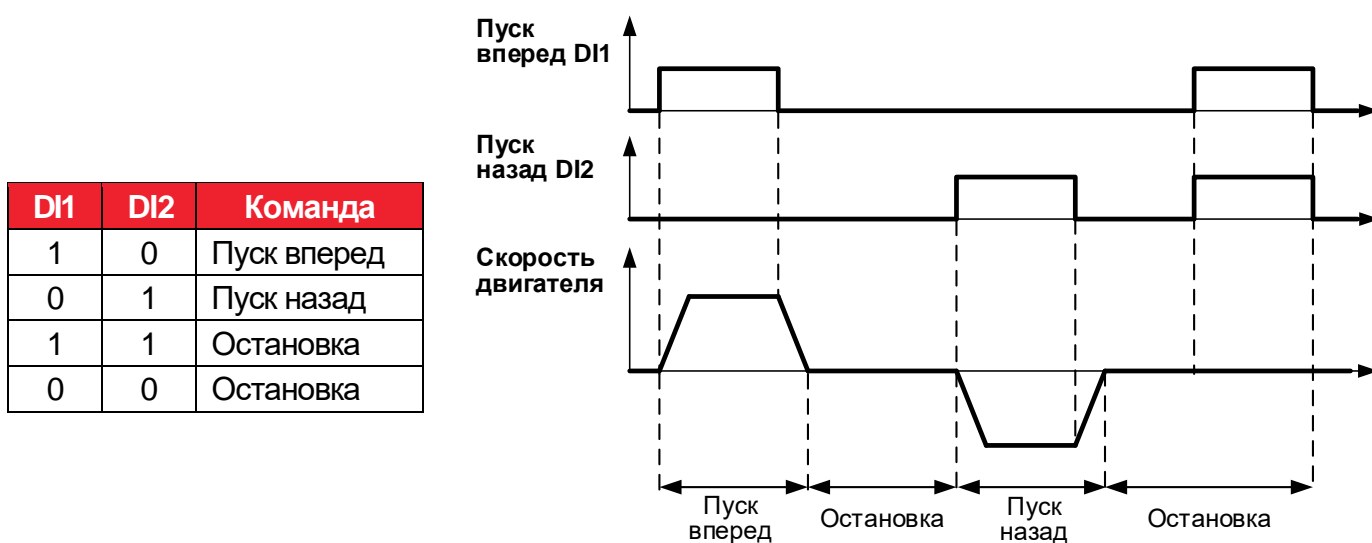 DI1 DI2 Команда
1 0 Пуск вперед
0 1 Пуск назад
1 1 Остановка
0 0 Остановка
Пуск
вперед DI1
Пуск
назад DI2
Скорость
двигателя
Пуск
вперед
Остановка
Пуск
назад
Остановка